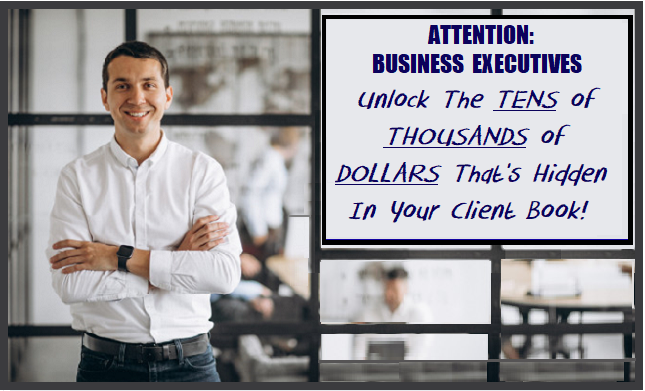 ATTENTION:
BUSINESS EXECUTIVES
Unlock The TENS of
THOUSANDS of
DOLLARS That's Hidden
In Your Client Book!